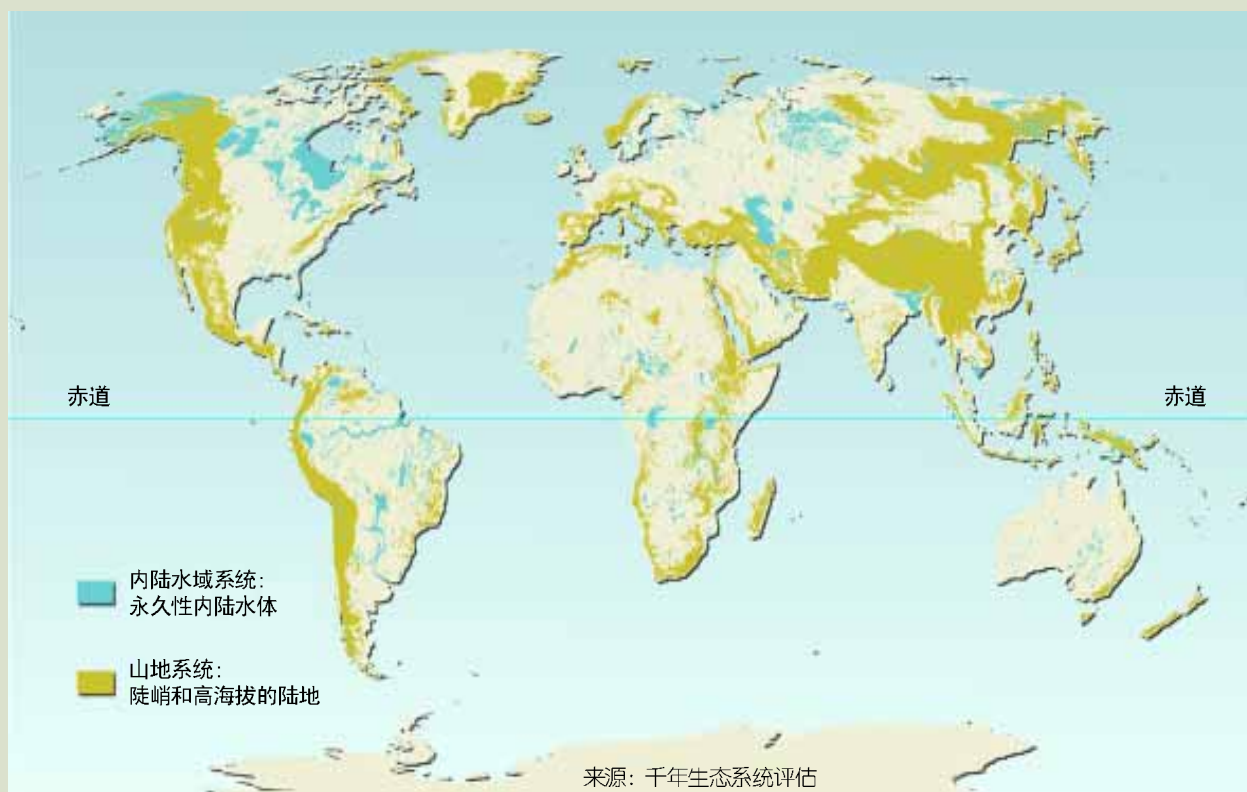 赤道
赤道
内陆水域系统：
永久性内陆水体
山地系统：
陡峭和高海拔的陆地
来源：千年生态系统评估